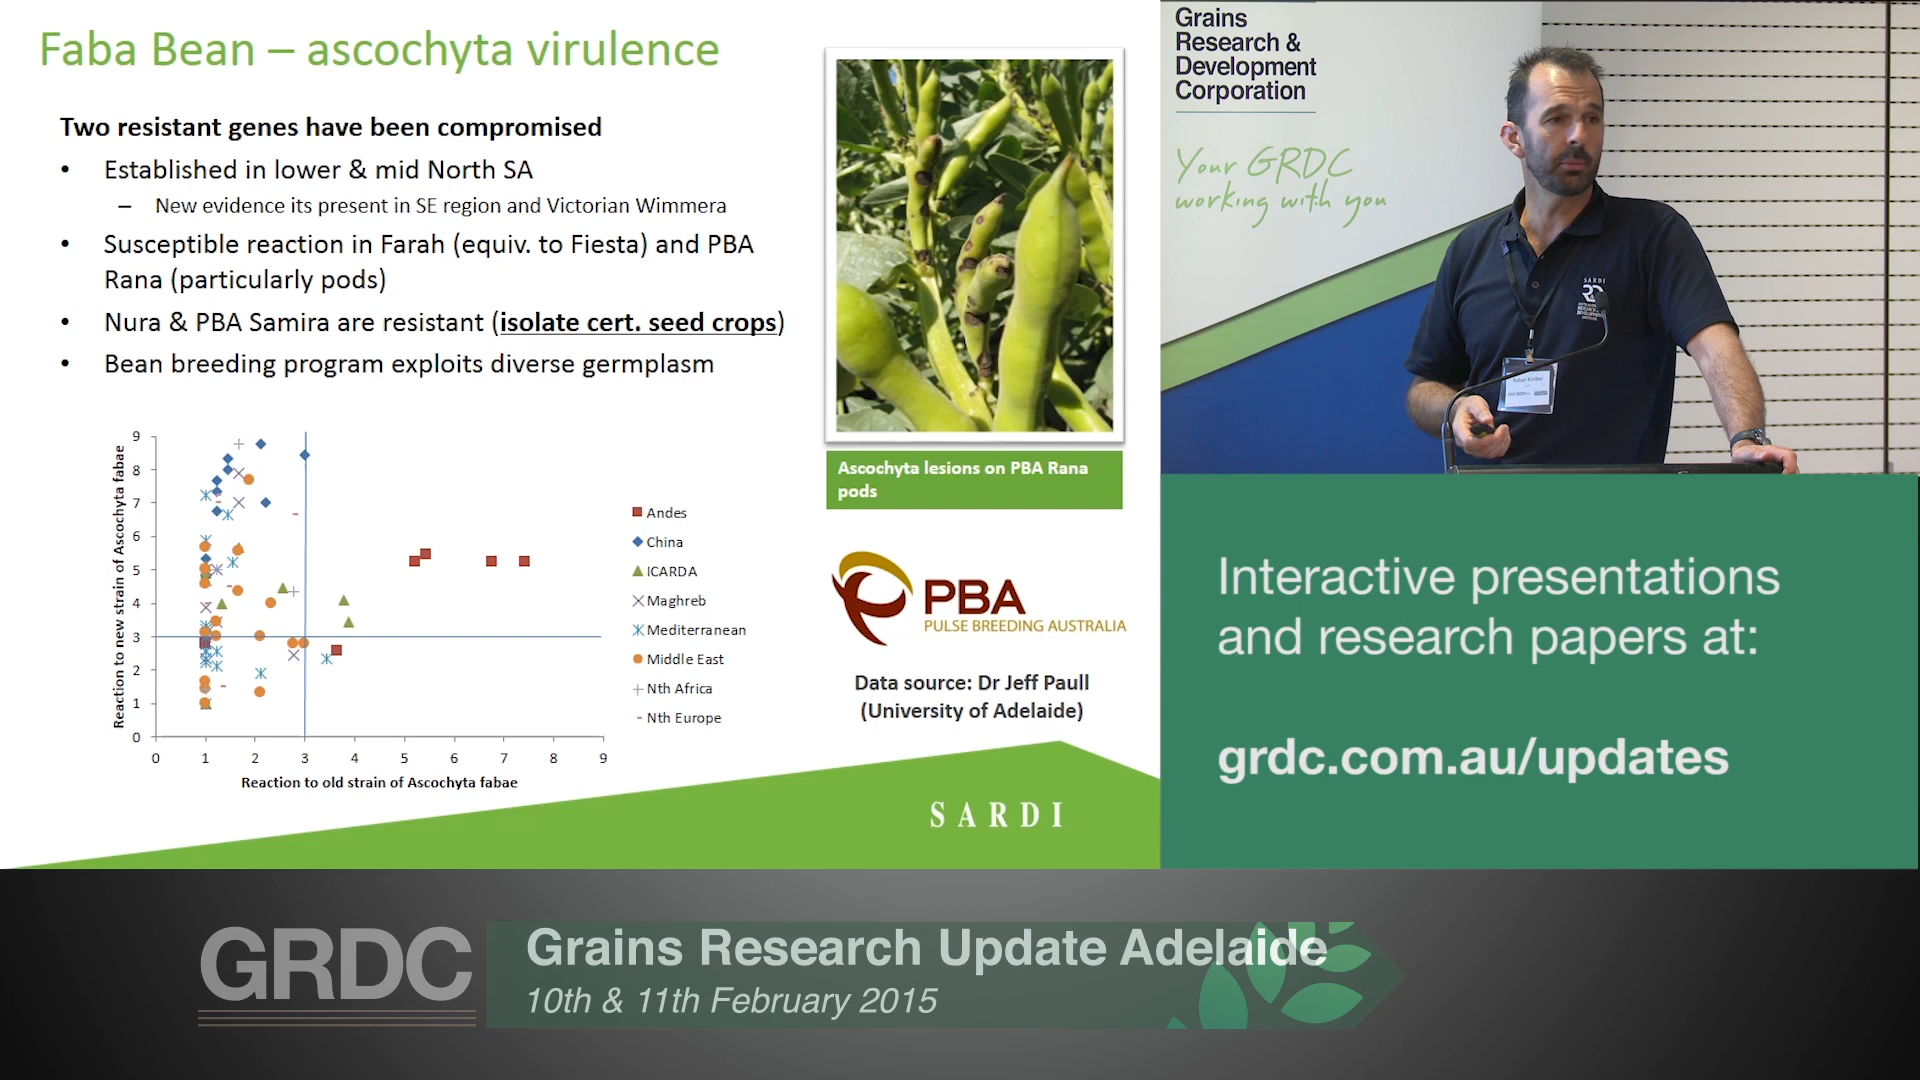 Faba Bean – ascochyta virulence
Two resistant genes have been compromised
• Established in lower & mid North SA
– New evidence its present in SE region and Victorian Wimmera
• Susceptible reaction in Farah (equiv. to Fiesta) and PBA
Rana (particularly pods)
• Nura & PBA Samira are resistant (isolate cert. seed crops)
• Bean breeding program exploits diverse germplasm
Reaction to new strain of Ascochyta fabae
9
8
7
6
5
4
3
2
1
0
0 1 2 3 4 5 6 7 8 9
Reaction to old strain of Ascochyta fabae
Andes
China
ICARDA
Maghreb
Mediterranean
Middle East
Nth Africa
Nth Europe
Ascochyta lesions on PBA Rana
pods
PBA
PULSE BREEDING AUSTRALIA
Data source: Dr Jeff Paull
(University of Adelaide)
SARDI
Grains
Research &
Development
Corporation
Your GRDC
working with you
SARDI
Interactive presentations
and research papers at:
grdc.com.au/updates
GRDC
Grains Research Update Adelaide
10th & 11th February 2015